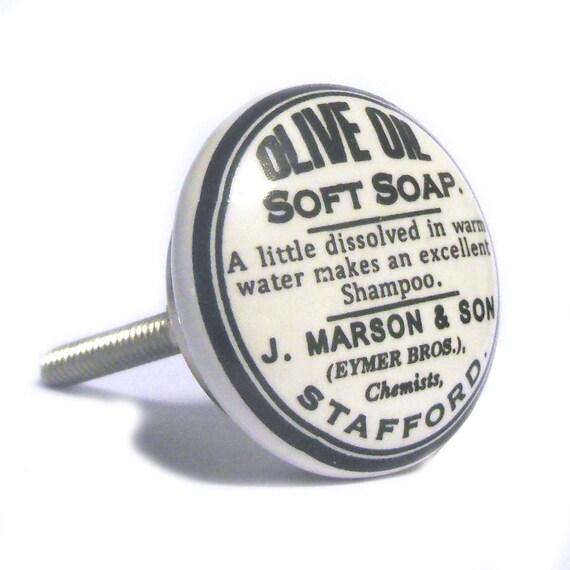 OLIVE OIL
SOFT SOAP.
A little dissolved in warm
water makes an excellent
Shampoo.
J. MARSON & SON
(EYMER BROS.),
Chemists,
STAFFORD.